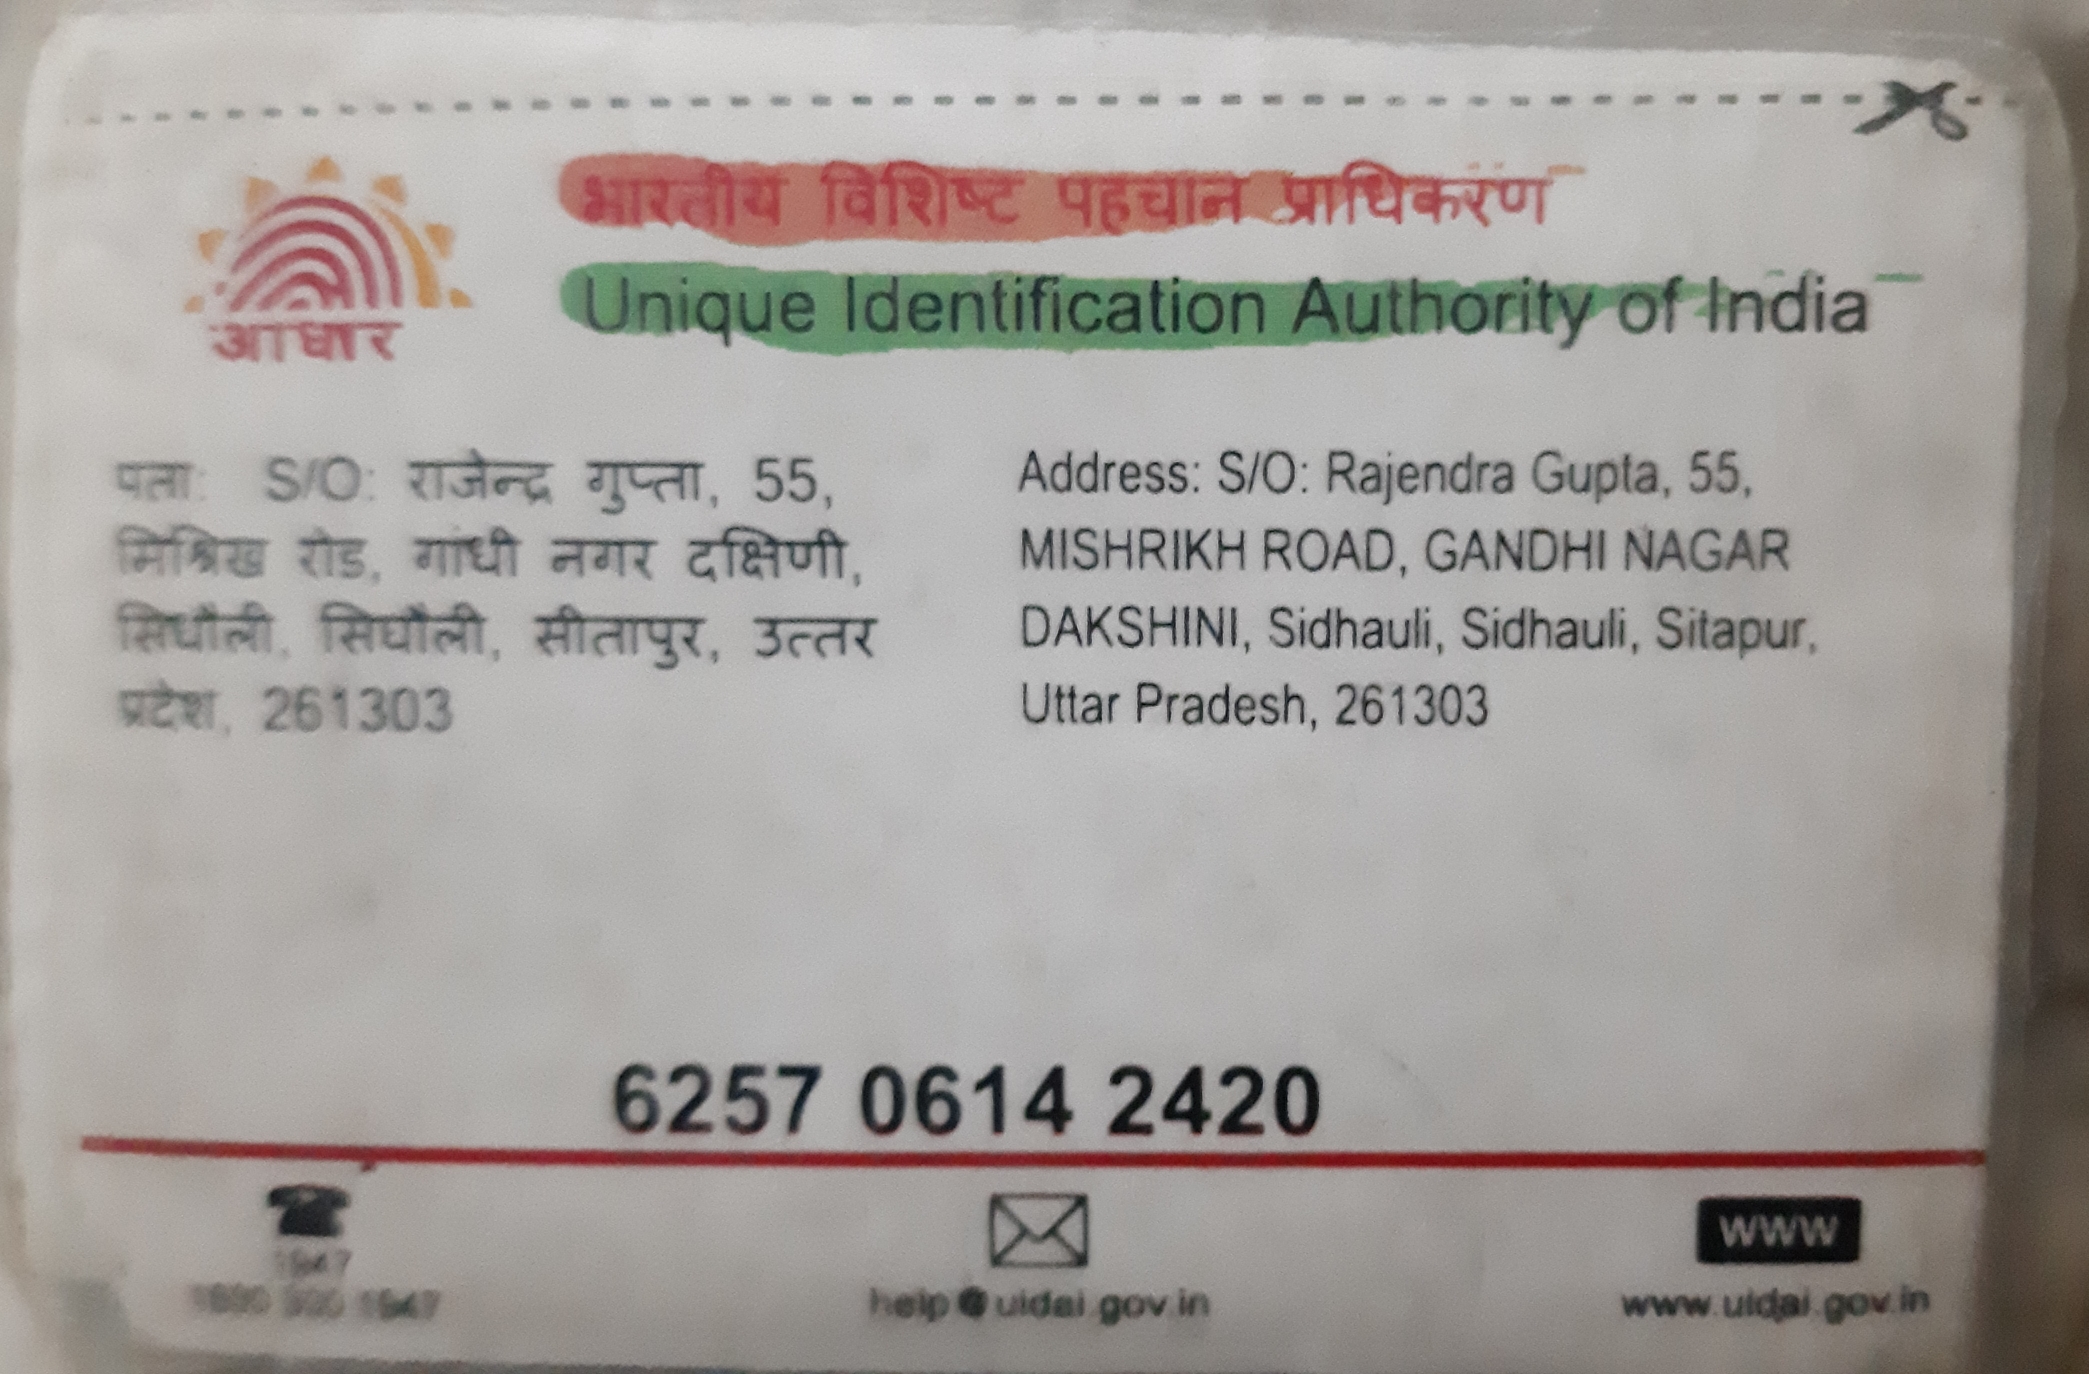 भारतीय विशिष्ट पहचान प्राधिकरण
Unique Identification Authority of India
आधार
पता: S/O: राजेन्द्र गुप्ता, 55,
मिश्रिख रोड, गांधी नगर दक्षिणी,
सिधौली, सिधौली, सीतापुर, उत्तर
प्रदेश, 261303
Address: S/O: Rajendra Gupta, 55,
MISHRIKH ROAD, GANDHI NAGAR
DAKSHINI, Sidhauli, Sidhauli, Sitapur,
Uttar Pradesh, 261303
6257 0614 2420
1947
1947
help@uidai.gov.in
WWW
www.uidai.gov.in